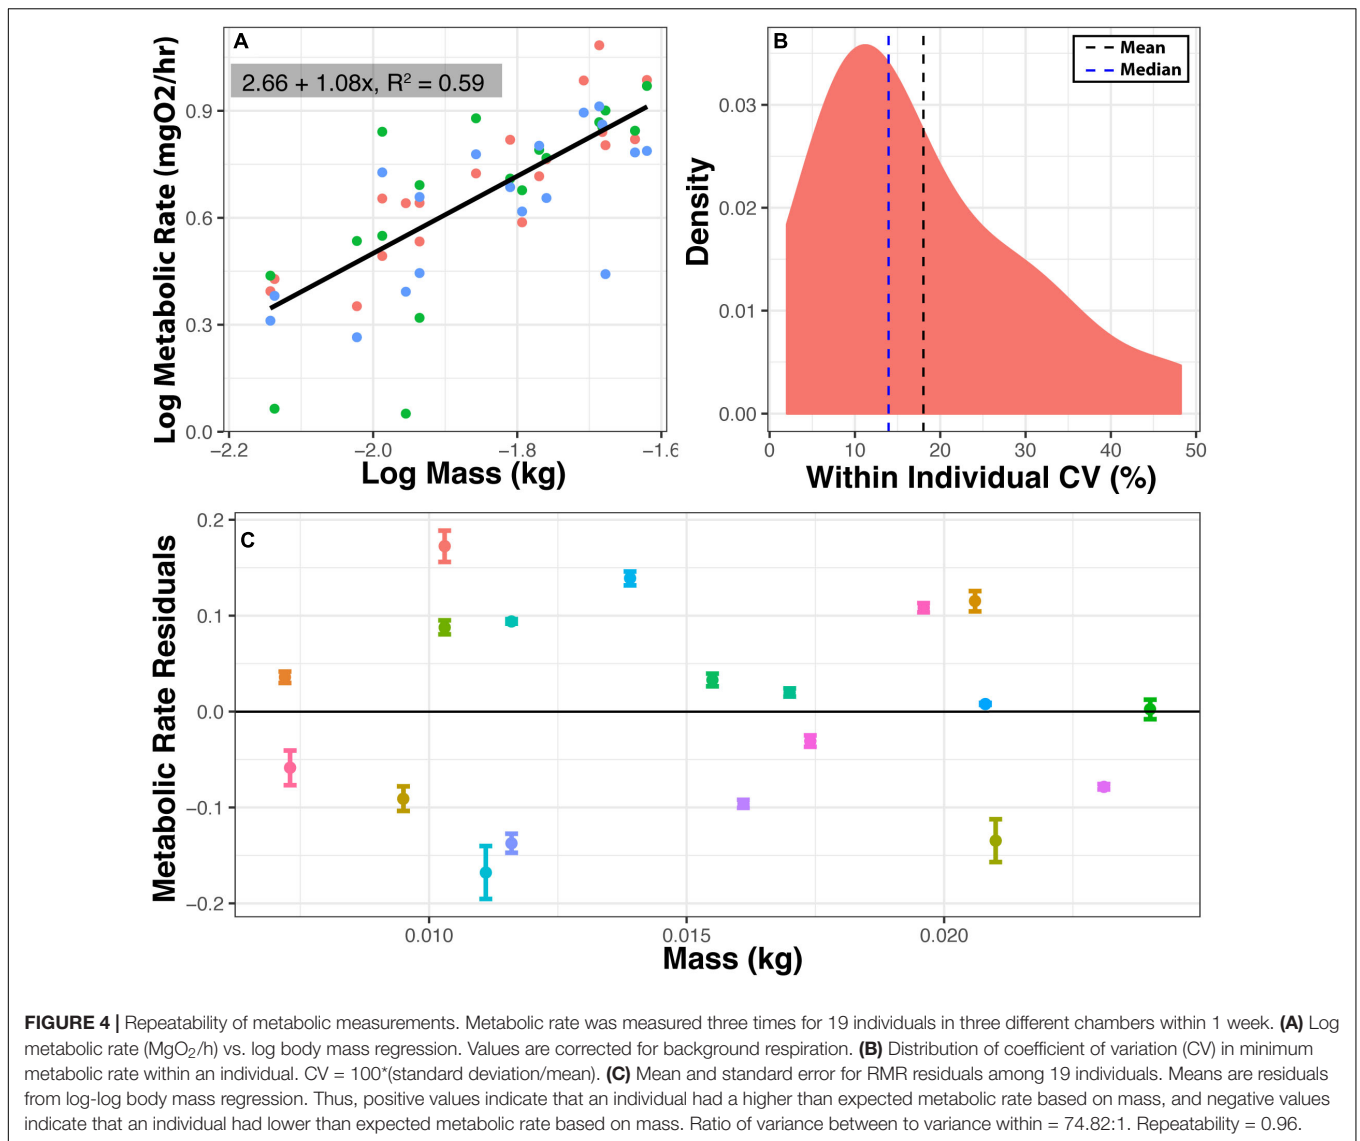 A
2.66 + 1.08x, R² = 0.59
Log Metabolic Rate (mgO2/hr)
0.9
0.6
0.3
0.0
−2.2 −2.0 −1.8 −1.6
Log Mass (kg)
B
Mean
Median
Density
0.03
0.02
0.01
0.00
0 10 20 30 40 50
Within Individual CV (%)
C
Metabolic Rate Residuals
0.2
0.1
0.0
−0.1
−0.2
0.010 0.015 0.020
Mass (kg)
FIGURE 4 | Repeatability of metabolic measurements. Metabolic rate was measured three times for 19 individuals in three different chambers within 1 week. (A) Log
metabolic rate (MgO₂/h) vs. log body mass regression. Values are corrected for background respiration. (B) Distribution of coefficient of variation (CV) in minimum
metabolic rate within an individual. CV = 100*(standard deviation/mean). (C) Mean and standard error for RMR residuals among 19 individuals. Means are residuals
from log-log body mass regression. Thus, positive values indicate that an individual had a higher than expected metabolic rate based on mass, and negative values
indicate that an individual had lower than expected metabolic rate based on mass. Ratio of variance between to variance within = 74.82:1. Repeatability = 0.96.